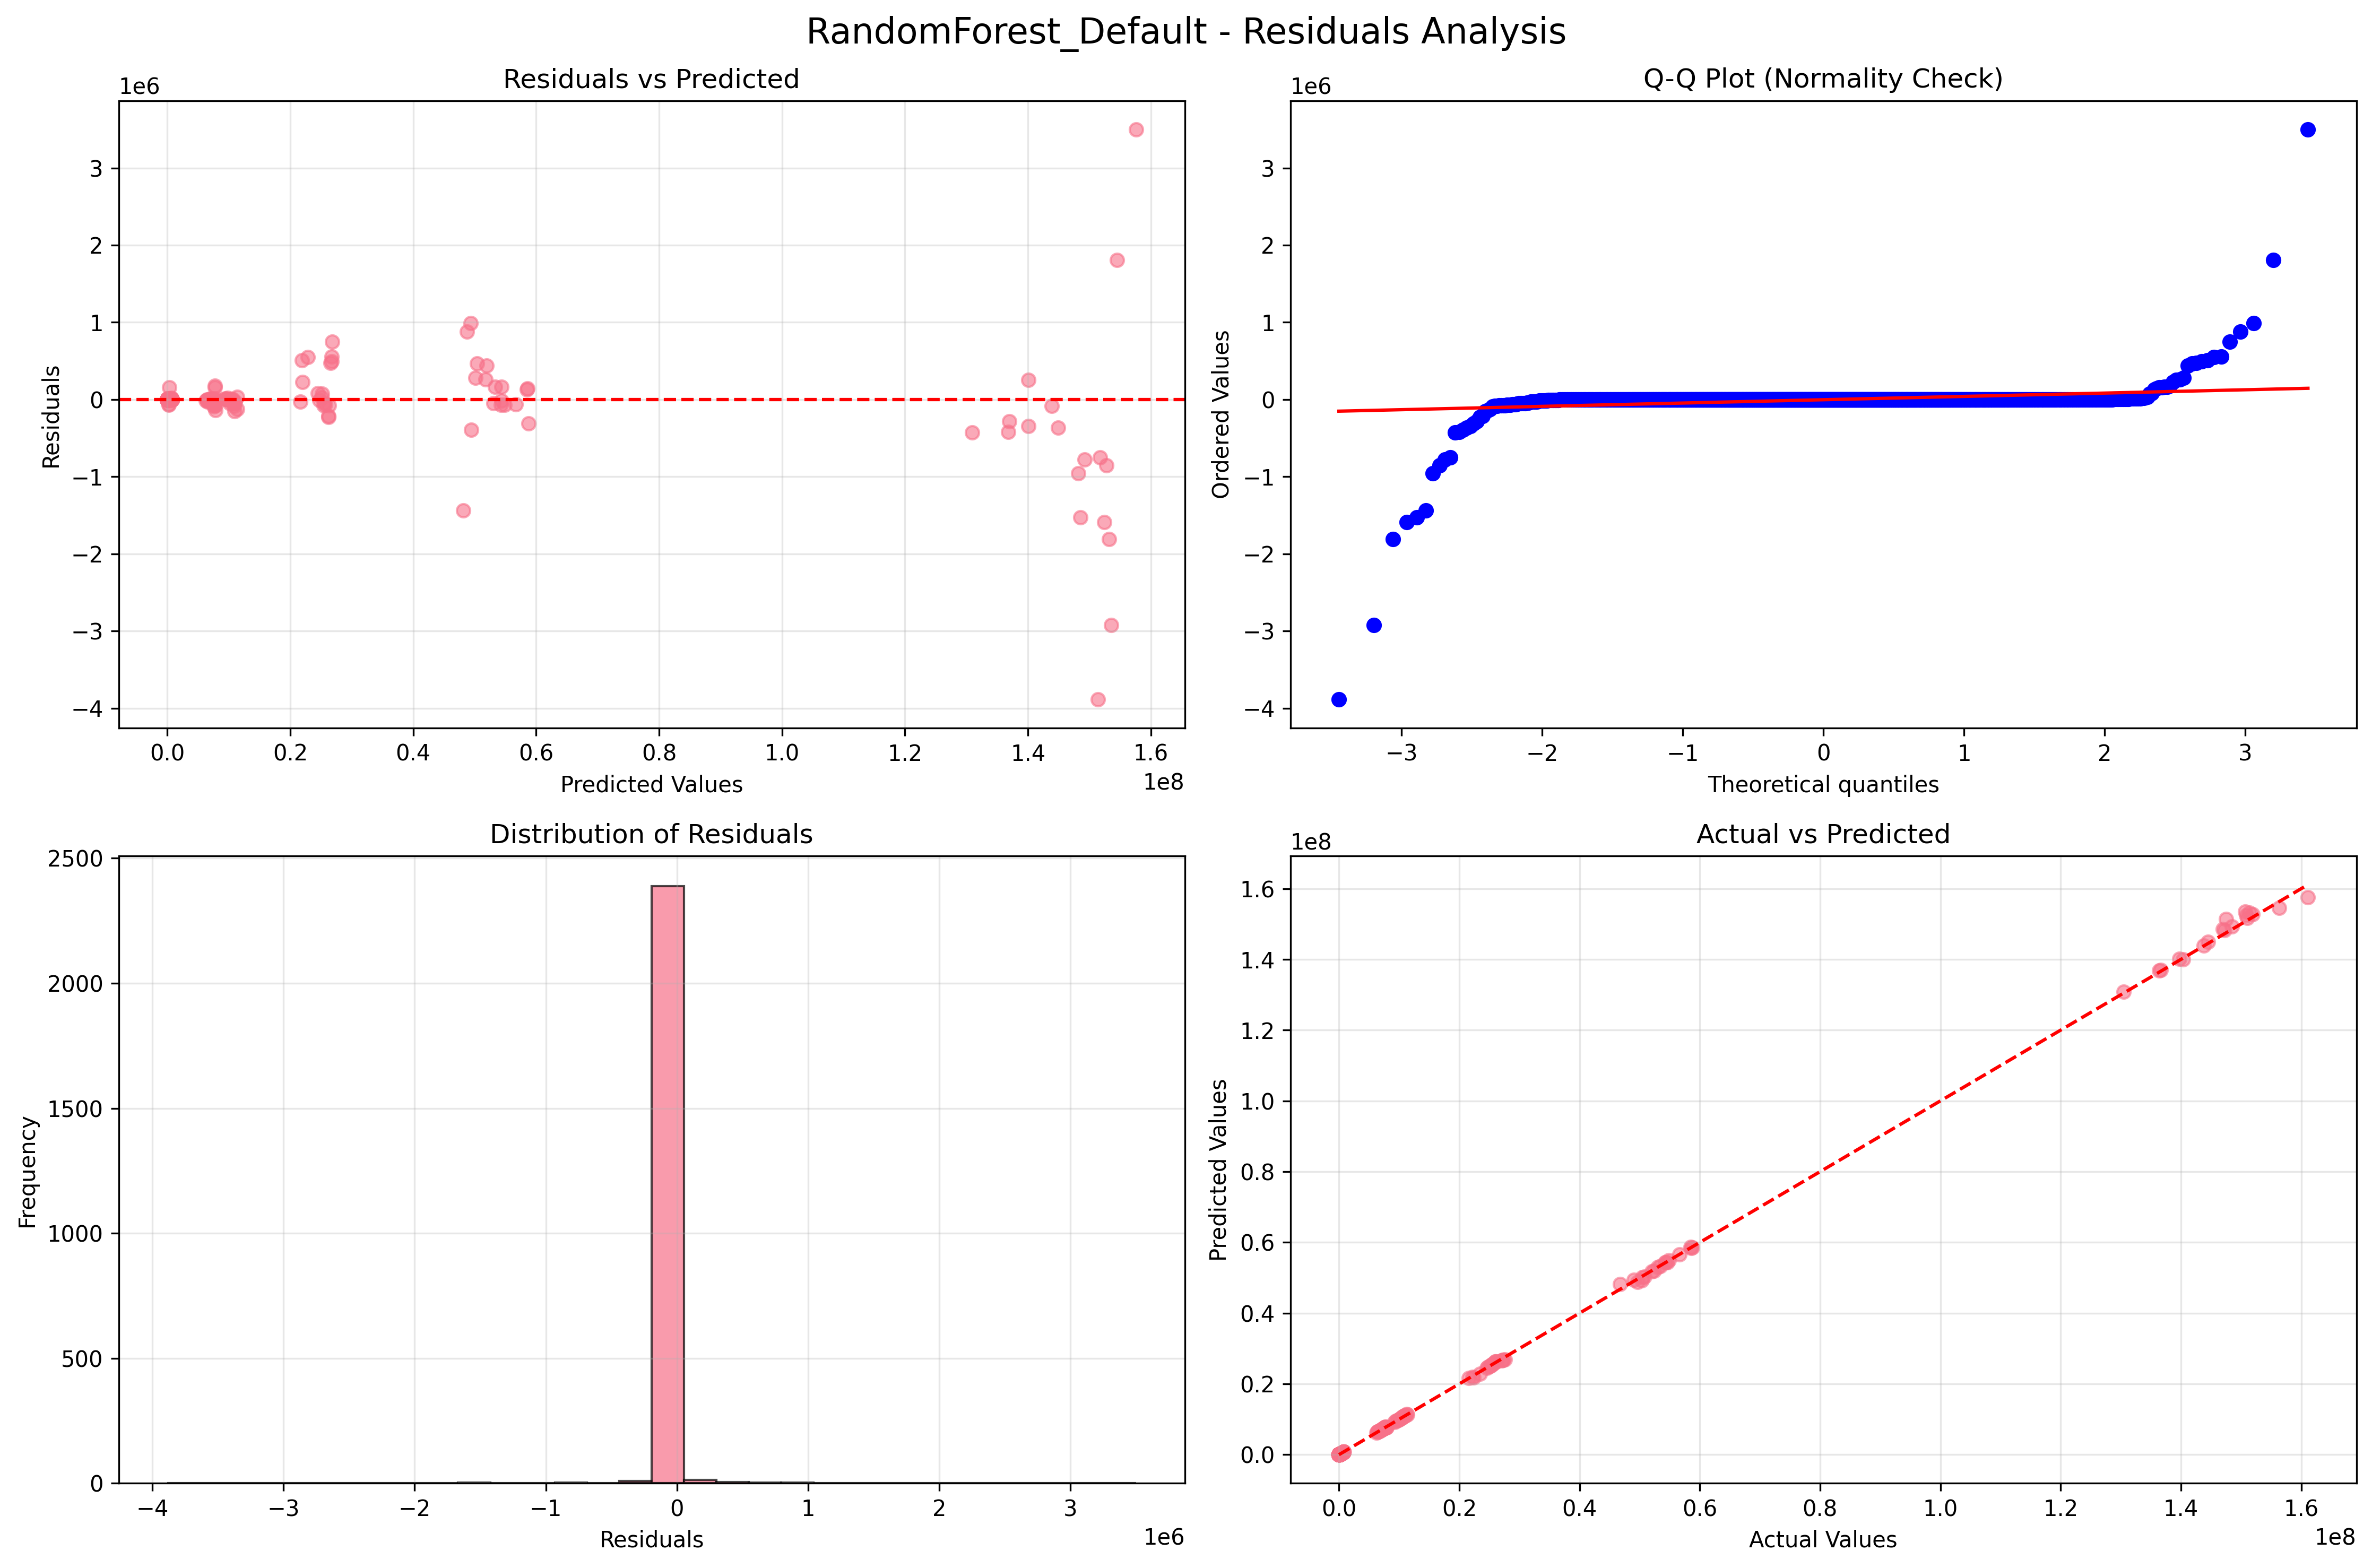 RandomForest_Default - Residuals Analysis
Residuals vs Predicted
1e6
3
2
1
0
−1
−2
−3
−4
Residuals
0.0 0.2 0.4 0.6 0.8 1.0 1.2 1.4 1.6
Predicted Values
1e8
Q-Q Plot (Normality Check)
1e6
3
2
1
0
−1
−2
−3
−4
Ordered Values
−3 −2 −1 0 1 2 3
Theoretical quantiles
Distribution of Residuals
2500
2000
1500
1000
500
0
Frequency
−4 −3 −2 −1 0 1 2 3
Residuals
1e6
Actual vs Predicted
1e8
1.6
1.4
1.2
1.0
0.8
0.6
0.4
0.2
0.0
Predicted Values
0.0 0.2 0.4 0.6 0.8 1.0 1.2 1.4 1.6
Actual Values
1e8